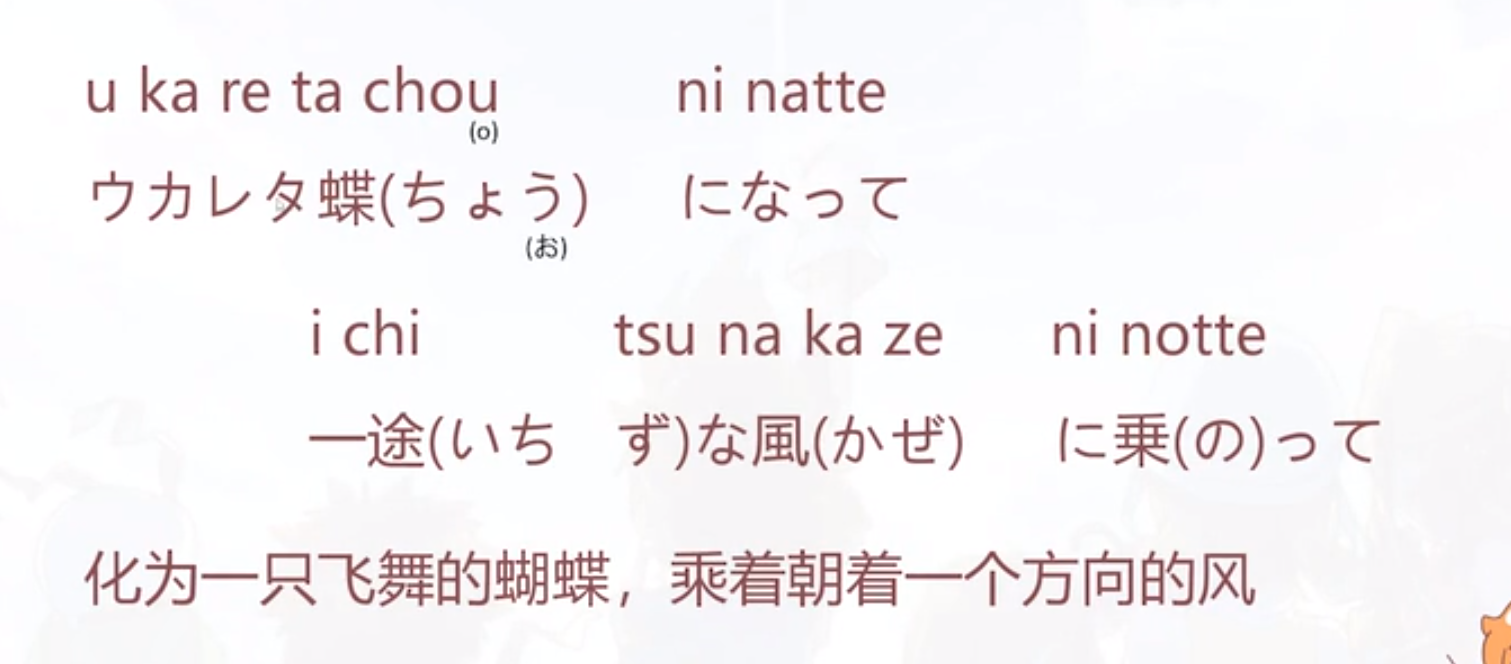 u ka re ta chou ni natte
(o)
ウカレタ蝶(ちょう) になって
(お)
i chi tsu na ka ze ni notte
一途(いち ず)な風(かぜ) に乗(の)って
化为一只飞舞的蝴蝶，乘着朝着一个方向的风